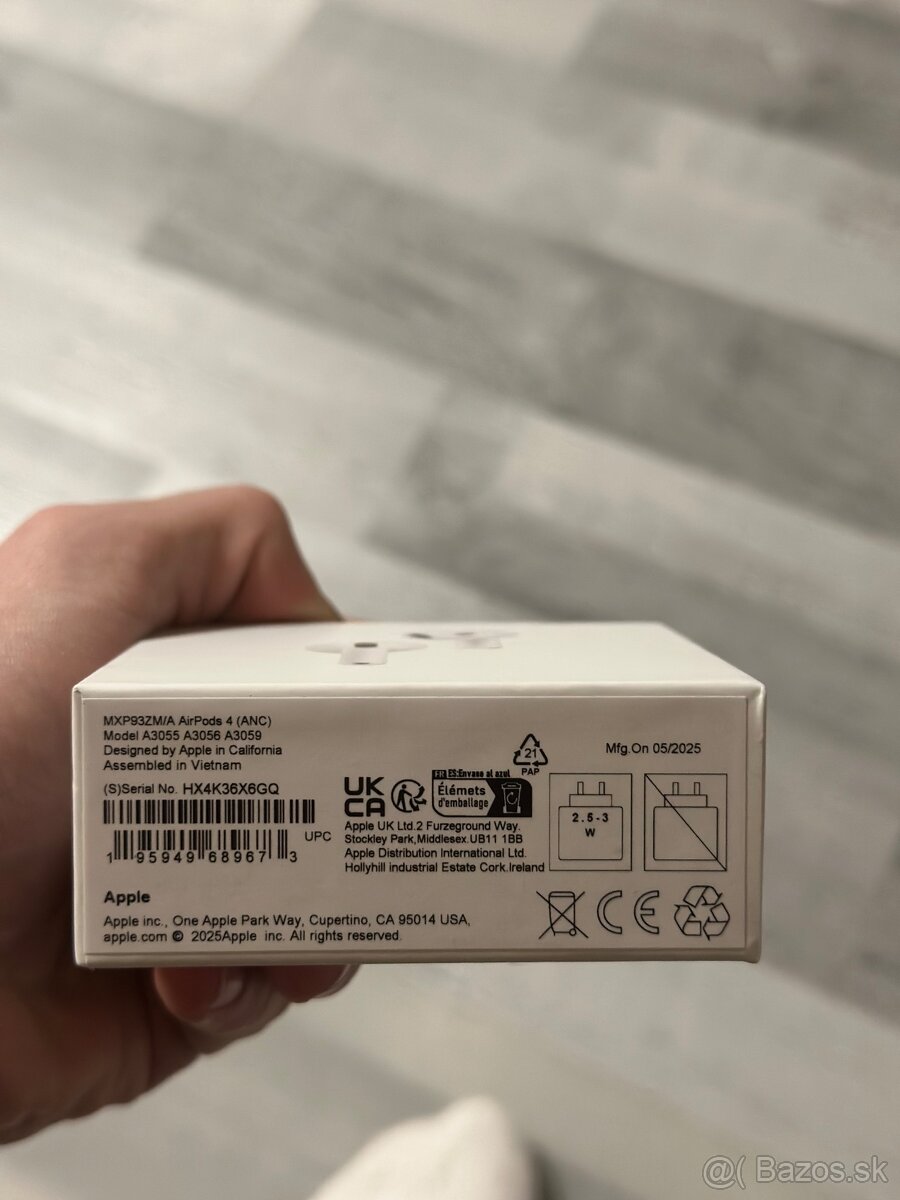 MXP93ZM/A AirPods 4 (ANC)
Model A3055 A3056 A3059
Designed by Apple in California
Assembled in Vietnam
(S)Serial No. HX4K36X6GQ
UPC
1 95949 68967 3
Apple
Apple inc., One Apple Park Way, Cupertino, CA 95014 USA,
apple.com © 2025Apple inc. All rights reserved.
UK
CA
FR ES:Envase al azul
Élémets
d'emballage
21
PAP
Apple UK Ltd.2 Furzeground Way.
Stockley Park,Middlesex.UB11 1BB
Apple Distribution International Ltd.
Hollyhill industrial Estate Cork.Ireland
Mfg.On 05/2025
2.5-3
W
CE
@( Bazos.sk